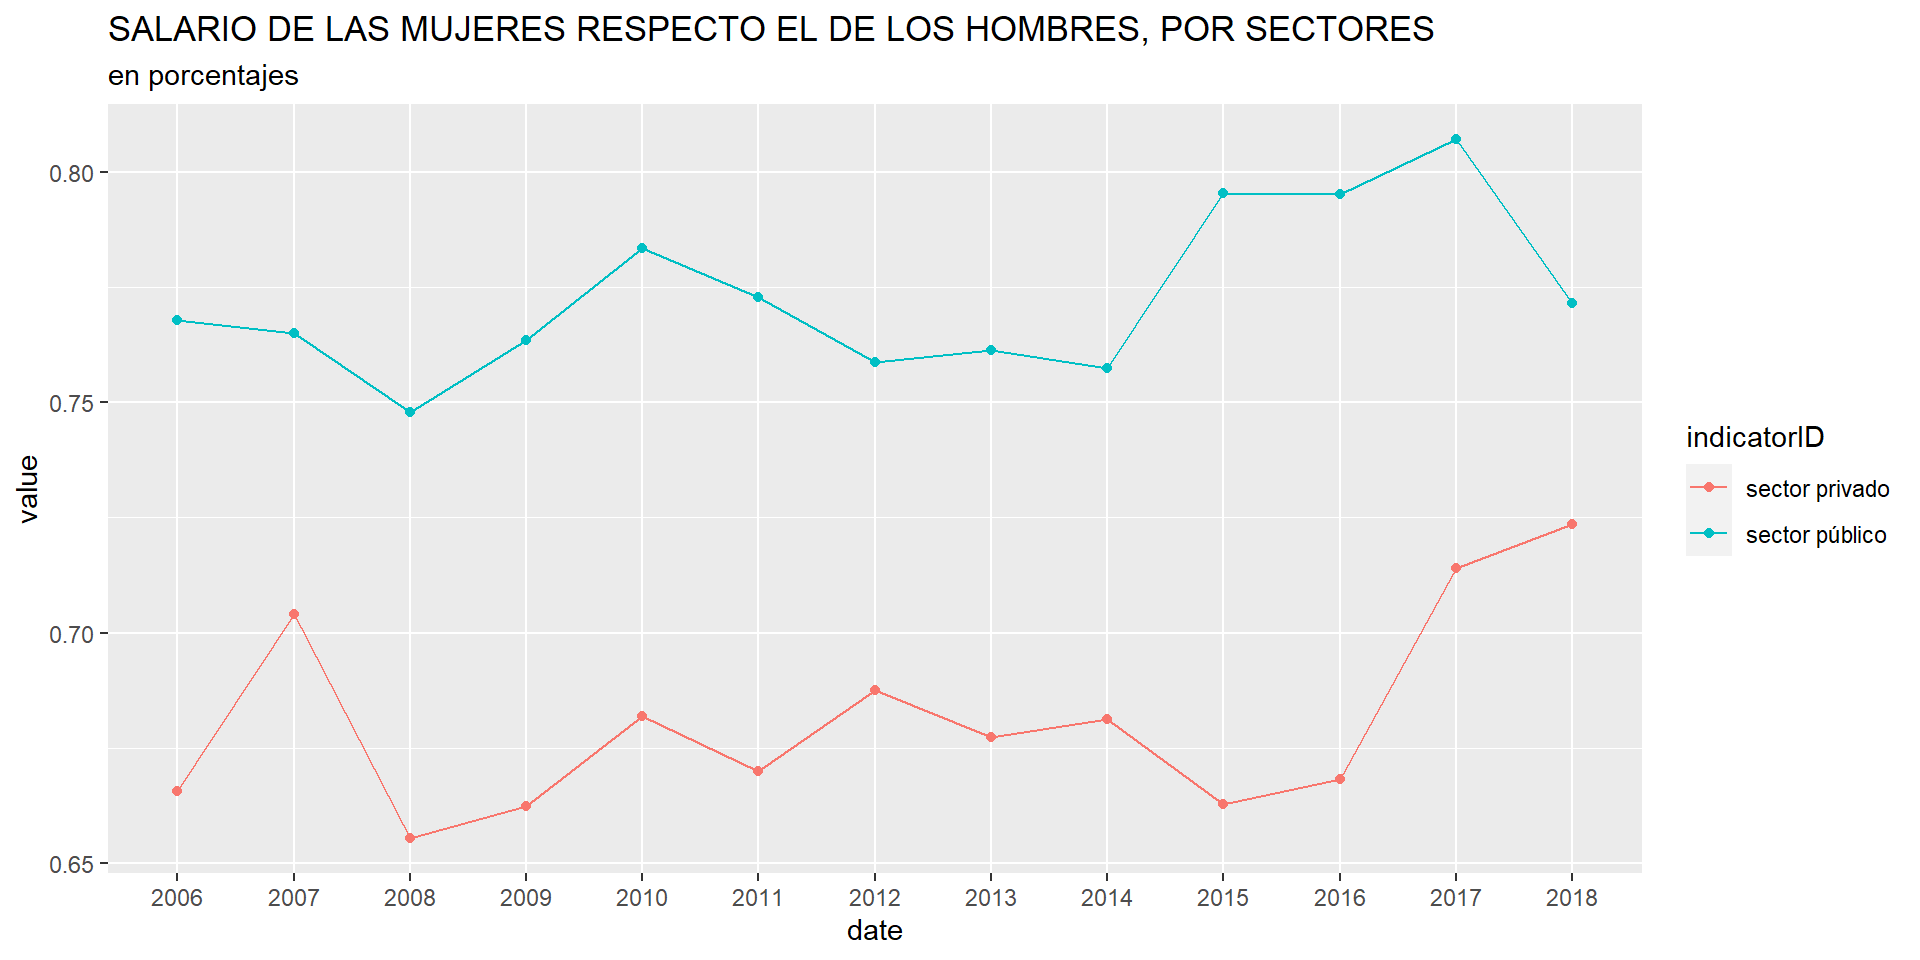 SALARIO DE LAS MUJERES RESPECTO EL DE LOS HOMBRES, POR SECTORES
en porcentajes
0.80
0.75
0.70
0.65
value
2006 2007 2008 2009 2010 2011 2012 2013 2014 2015 2016 2017 2018
date
indicatorID
sector privado
sector público